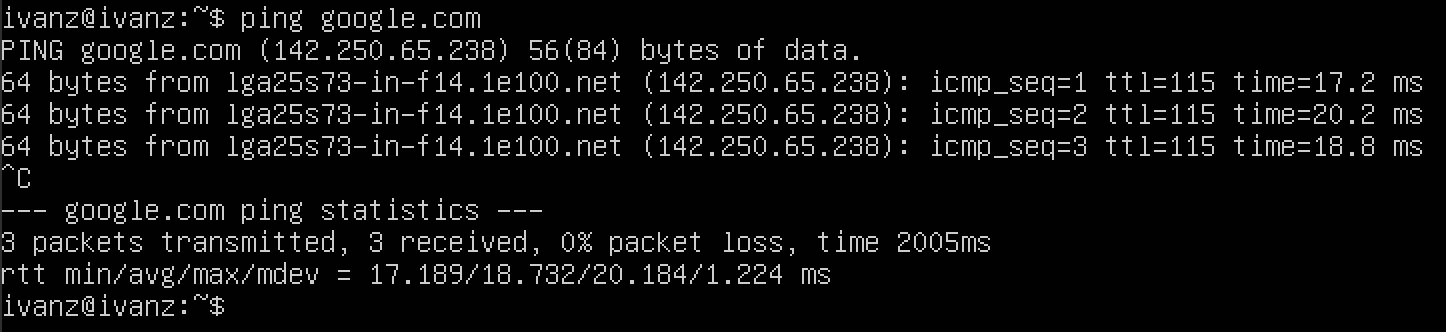 ivanz@ivanz:~$ ping google.com
PING google.com (142.250.65.238) 56(84) bytes of data.
64 bytes from lga25s73-in-f14.1e100.net (142.250.65.238): icmp_seq=1 ttl=115 time=17.2 ms
64 bytes from lga25s73-in-f14.1e100.net (142.250.65.238): icmp_seq=2 ttl=115 time=20.2 ms
64 bytes from lga25s73-in-f14.1e100.net (142.250.65.238): icmp_seq=3 ttl=115 time=18.8 ms
^C
--- google.com ping statistics ---
3 packets transmitted, 3 received, 0% packet loss, time 2005ms
rtt min/avg/max/mdev = 17.189/18.732/20.184/1.224 ms
ivanz@ivanz:~$